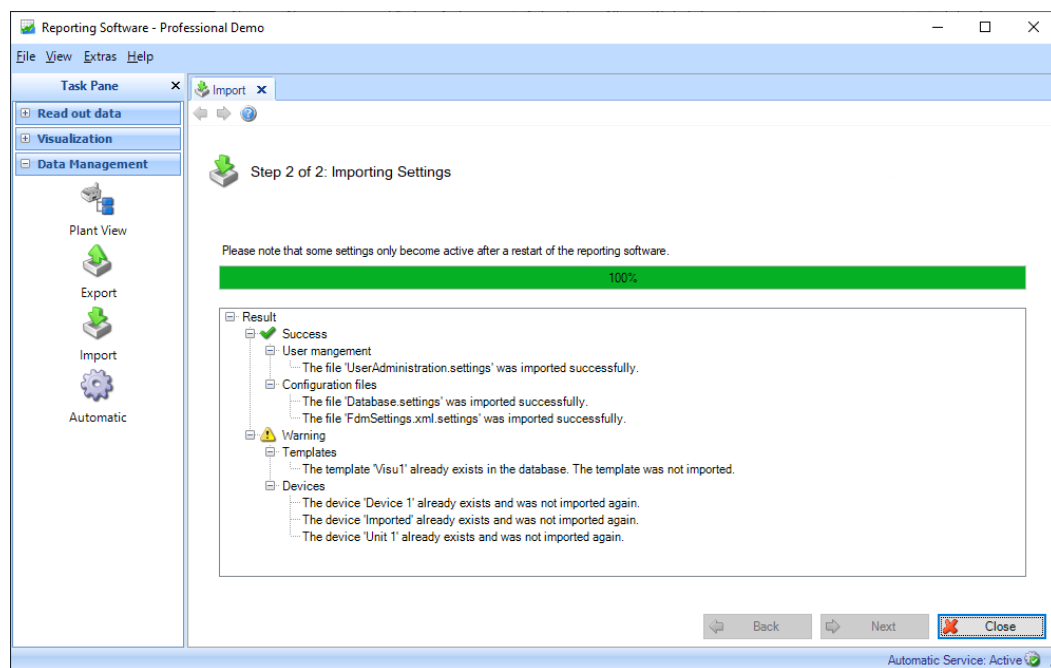 Reporting Software - Professional Demo
File View Extras Help
Task Pane
Import
Read out data
Visualization
Data Management
Plant View
Export
Import
Automatic
Step 2 of 2: Importing Settings
Please note that some settings only become active after a restart of the reporting software.
100%
Result
Success
User mangement
The file 'UserAdministration.settings' was imported successfully.
Configuration files
The file 'Database.settings' was imported successfully.
The file 'FdmSettings.xml.settings' was imported successfully.
Warning
Templates
The template 'Visu1' already exists in the database. The template was not imported.
Devices
The device 'Device 1' already exists and was not imported again.
The device 'Imported' already exists and was not imported again.
The device 'Unit 1' already exists and was not imported again.
Back Next Close
Automatic Service: Active